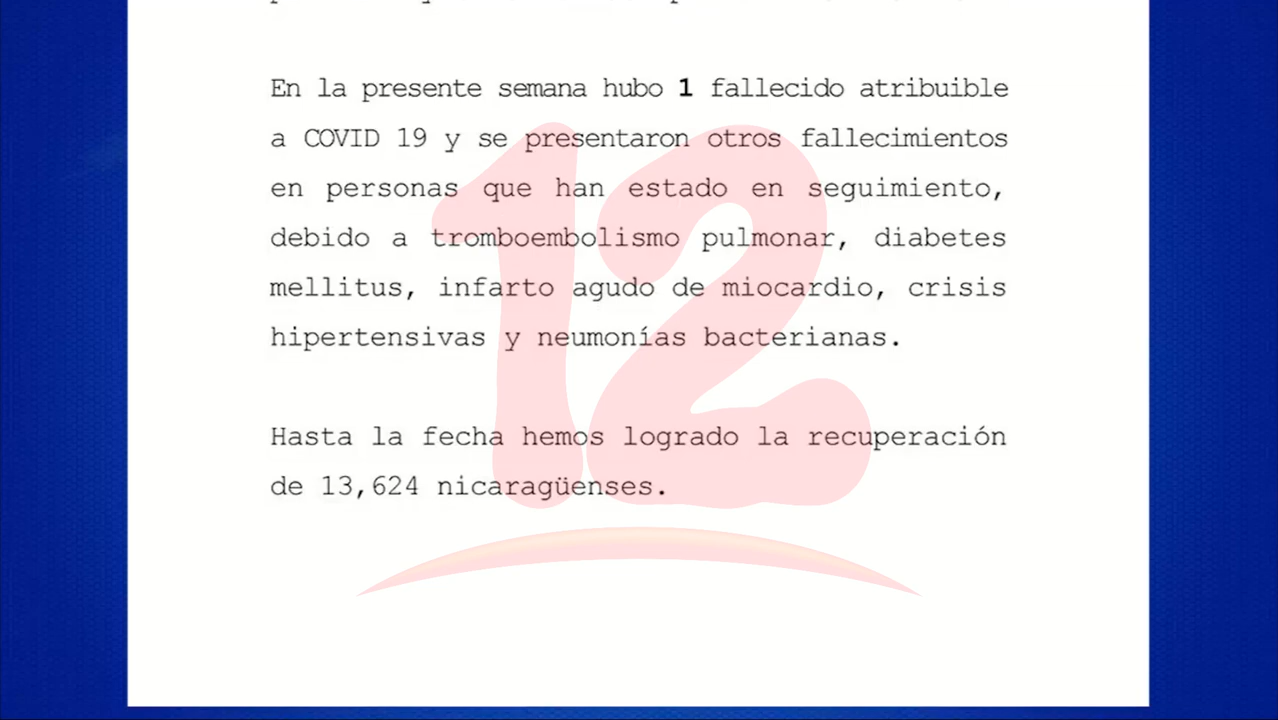 En la presente semana hubo 1 fallecido atribuible
a COVID 19 y se presentaron otros fallecimientos
en personas que han estado en seguimiento,
debido a tromboembolismo pulmonar, diabetes
mellitus, infarto agudo de miocardio, crisis
hipertensivas y neumonías bacterianas.
Hasta la fecha hemos logrado la recuperación
de 13,624 nicaragüenses.
12